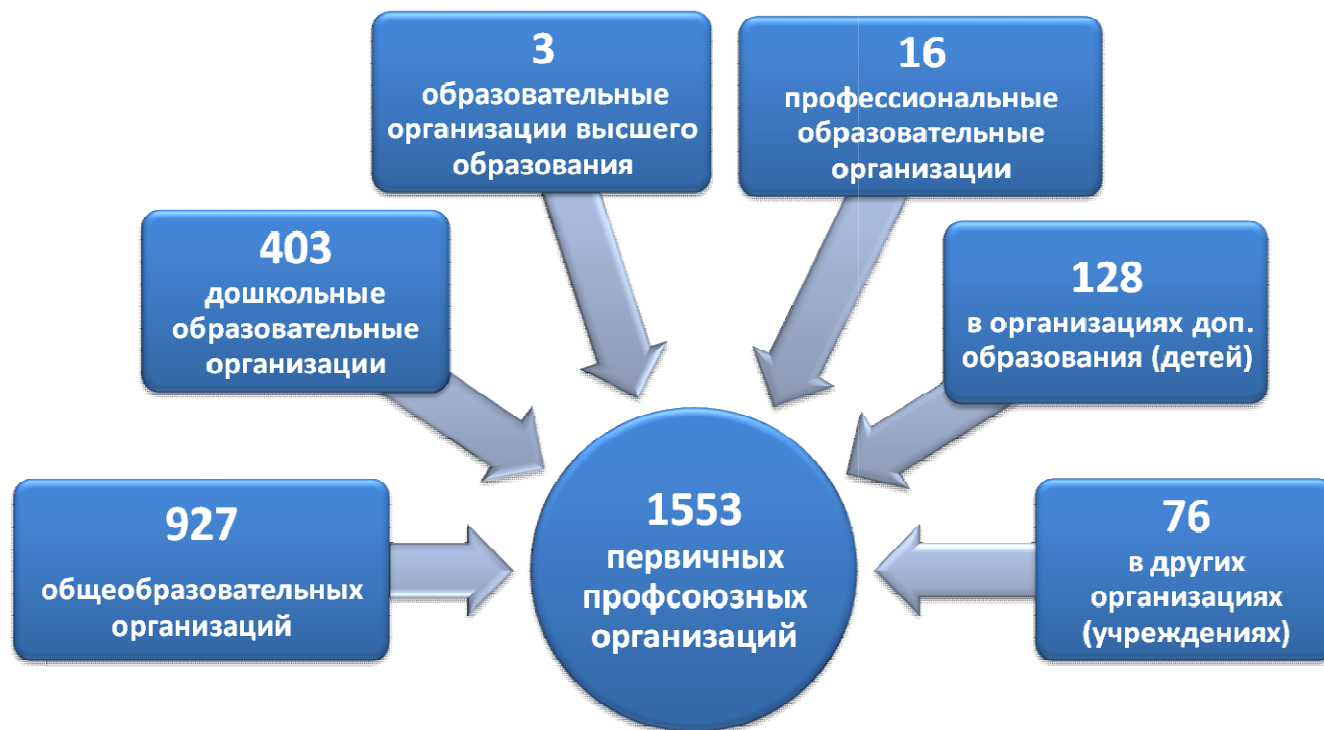 3
образовательные
организации высшего
образования
16
профессиональные
образовательные
организации
403
дошкольные
образовательные
организации
128
в организациях доп.
образования (детей)
927
общеобразовательных
организаций
1553
первичных
профсоюзных
организаций
76
в других
организациях
(учреждениях)